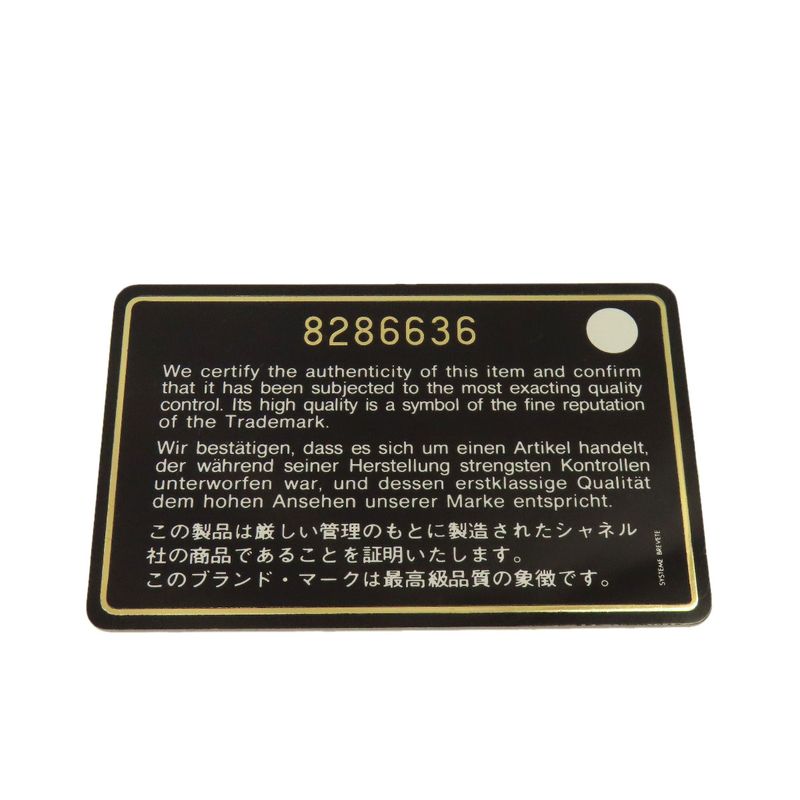 8286636
We certify the authenticity of this item and confirm
that it has been subjected to the most exacting quality
control. Its high quality is a symbol of the fine reputation
of the Trademark.
Wir bestätigen, dass es sich um einen Artikel handelt,
der während seiner Herstellung strengsten Kontrollen
unterworfen war, und dessen erstklassige Qualität
dem hohen Ansehen unserer Marke entspricht.
この製品は厳しい管理のもとに製造されたシャネル
社の商品であることを証明いたします。
このブランド・マークは最高級品質の象徴です。
SYSTEME BREVETE